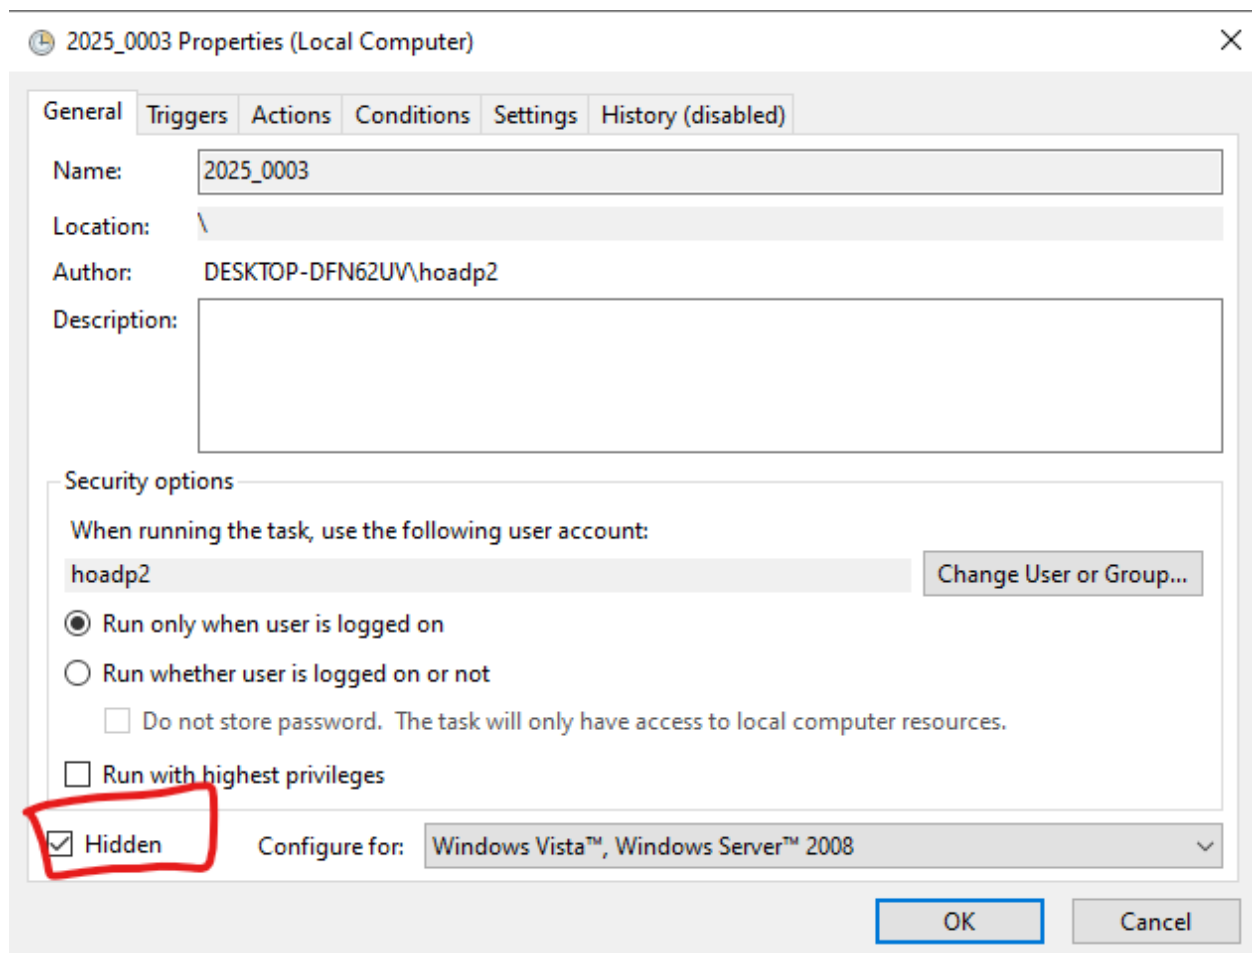 2025_0003 Properties (Local Computer)
General Triggers Actions Conditions Settings History (disabled)
Name: 2025_0003
Location: \
Author: DESKTOP-DFN62UV\hoadp2
Description:
Security options
When running the task, use the following user account:
hoadp2 Change User or Group...
Run only when user is logged on
Run whether user is logged on or not
Do not store password. The task will only have access to local computer resources.
Run with highest privileges
Hidden Configure for: Windows Vista™, Windows Server™ 2008
OK Cancel